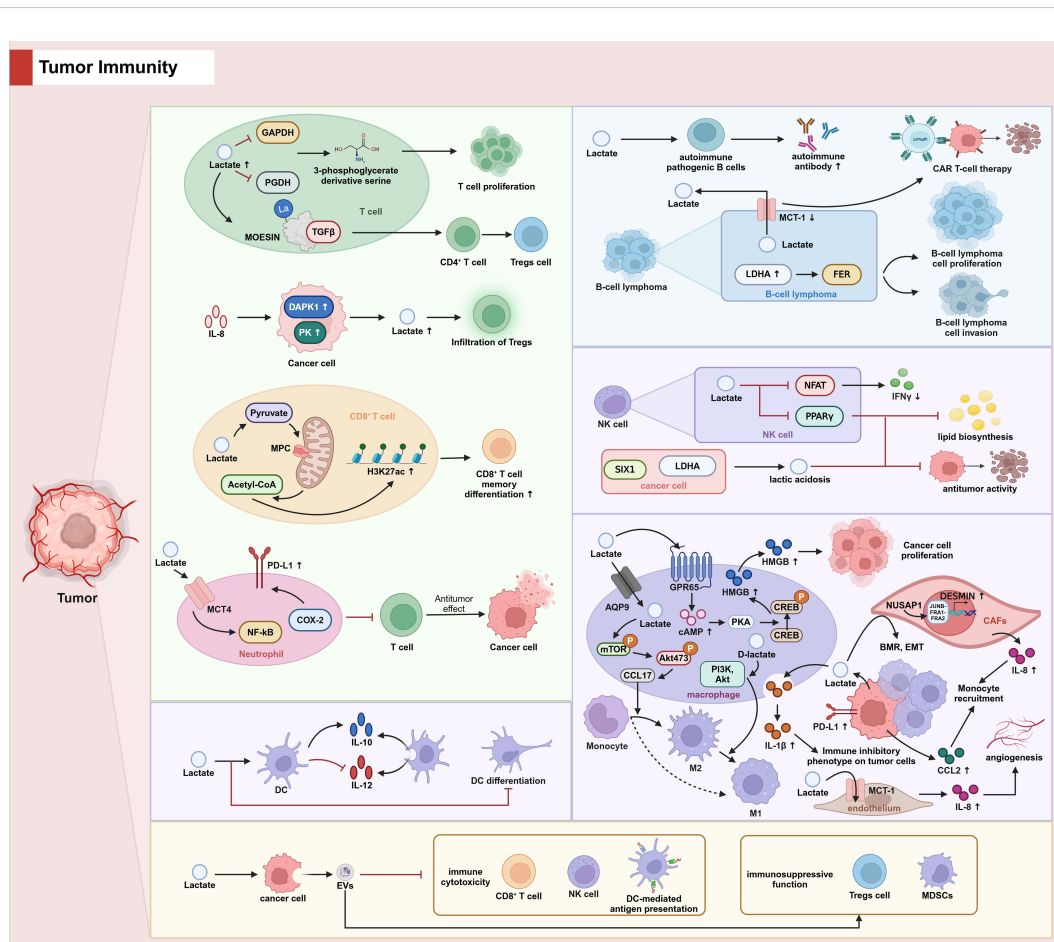 Tumor Immunity
GAPDH
Lactate ↑
PGDH
3-phosphoglycerate
derivative serine
T cell proliferation
La
T cell
MOESIN
TGFβ
CD4⁺ T cell
Tregs cell
IL-8
DAPK1 ↑
PK ↑
Cancer cell
Lactate ↑
Infiltration of Tregs
Pyruvate
CD8⁺ T cell
Lactate
MPC
H3K27ac ↑
Acetyl-CoA
CD8⁺ T cell
memory
differentiation ↑
Tumor
Lactate
PD-L1 ↑
MCT4
NF-kB
COX-2
Neutrophil
T cell
Antitumor
effect
Cancer cell
Lactate
DC
IL-10
IL-12
DC differentiation
Lactate
autoimmune
pathogenic B cells
autoimmune
antibody ↑
CAR T-cell therapy
Lactate
MCT-1 ↓
Lactate
LDHA ↑
FER
B-cell lymphoma
B-cell lymphoma
B-cell lymphoma
cell proliferation
B-cell lymphoma
cell invasion
NK cell
Lactate
NFAT
PPARγ
NK cell
IFNγ ↓
lipid biosynthesis
SIX1
LDHA
cancer cell
lactic acidosis
antitumor activity
Lactate
GPR65
AQP9
Lactate
cAMP ↑
PKA
HMGB ↑
HMGB ↑
CREB
P
CREB
Cancer cell
proliferation
mTOR
P
Akt473
P
CCL17
D-lactate
PI3K,
Akt
macrophage
Monocyte
M2
M1
IL-1β ↑
Lactate
BMR, EMT
NUSAP1
JUNB-
FRA1-
FRA2
DESMIN ↑
CAFs
IL-8 ↑
Monocyte
recruitment
PD-L1 ↑
Immune inhibitory
phenotype on tumor cells
CCL2 ↑
angiogenesis
Lactate
MCT-1
endothelium
IL-8 ↑
Lactate
cancer cell
EVs
immune
cytotoxicity
CD8⁺ T cell
NK cell
DC-mediated
antigen presentation
immunosuppressive
function
Tregs cell
MDSCs